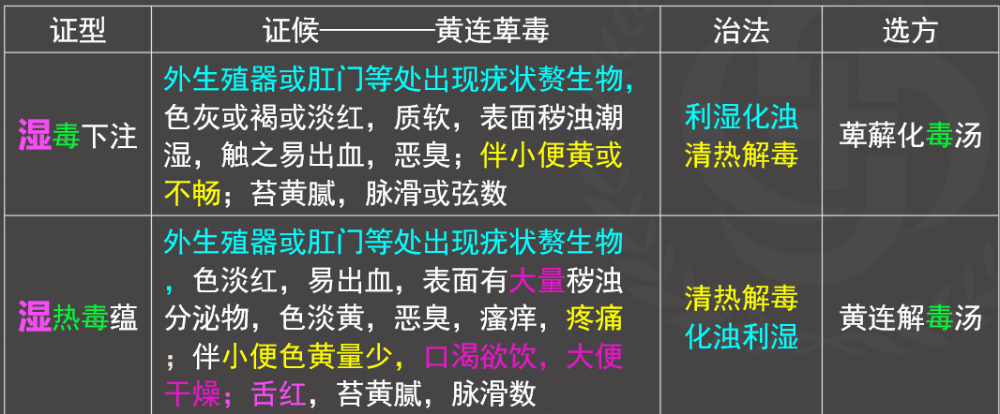 证型
证候————黄连萆毒
治法
选方
湿毒下注
外生殖器或肛门等处出现疣状赘生物，
色灰或褐或淡红，质软，表面秽浊潮
湿，触之易出血，恶臭；伴小便黄或
不畅；苔黄腻，脉滑或弦数
利湿化浊
清热解毒
萆薢化毒汤
湿热毒蕴
外生殖器或肛门等处出现疣状赘生物
，色淡红，易出血，表面有大量秽浊
分泌物，色淡黄，恶臭，瘙痒，疼痛
；伴小便色黄量少，口渴欲饮，大便
干燥；舌红，苔黄腻，脉滑数
清热解毒
化浊利湿
黄连解毒汤